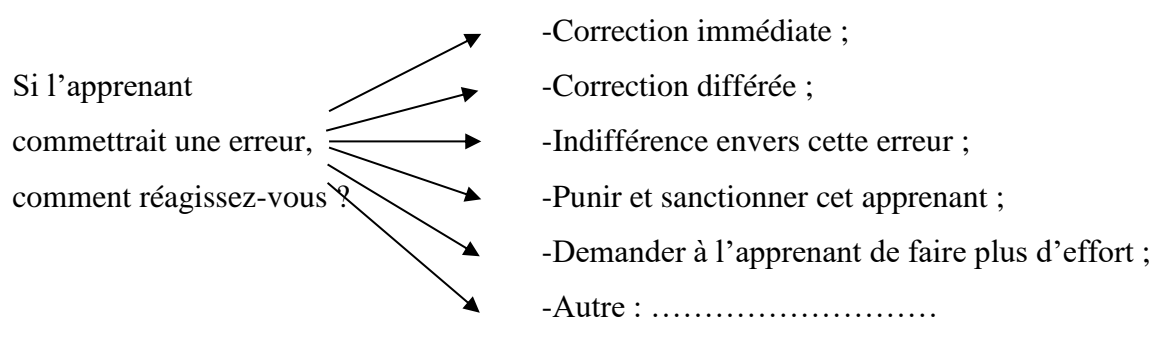 Si l’apprenant
commettrait une erreur,
comment réagissez-vous ?
-Correction immédiate ;
-Correction différée ;
-Indifférence envers cette erreur ;
-Punir et sanctionner cet apprenant ;
-Demander à l’apprenant de faire plus d’effort ;
-Autre : ………………………